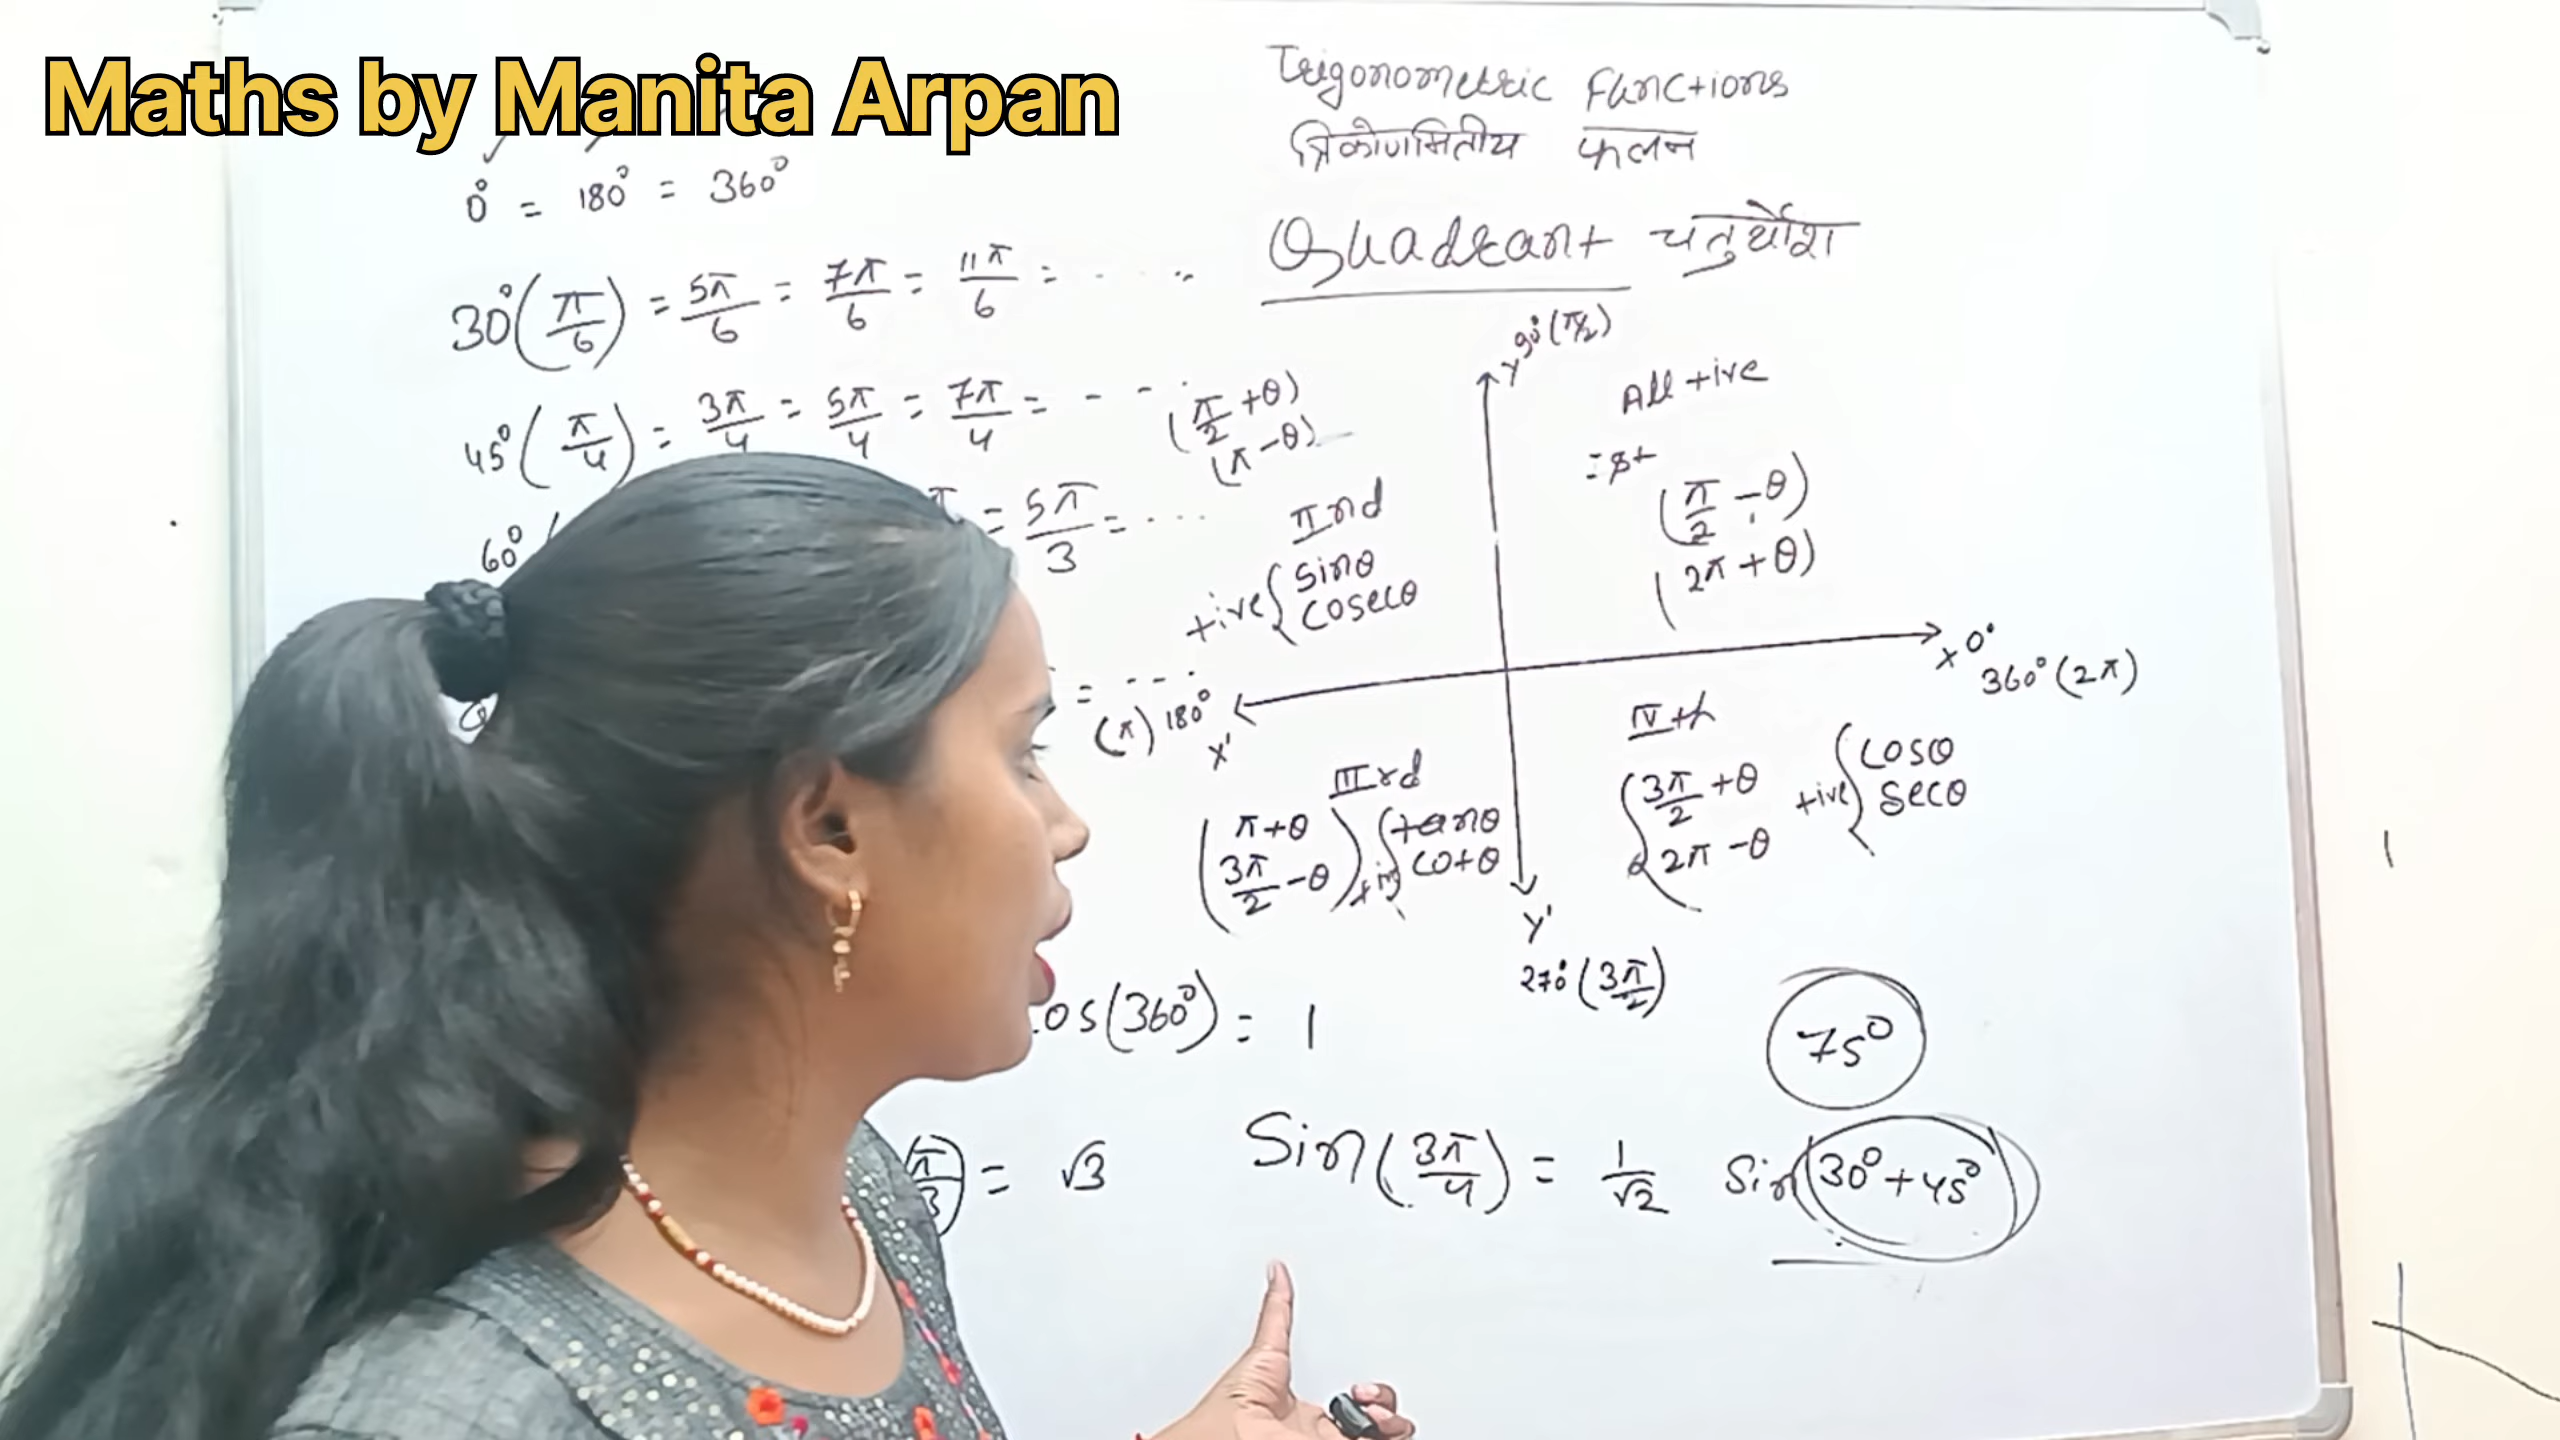 Maths by Manita Arpan
Trigonometric Functions
त्रिकोणमितीय फलन
Quadrant चतुर्थांश
0° = 180° = 360°
30° (π/6) = 5π/6 = 7π/6 = 11π/6 = . . . .
45° (π/4) = 3π/4 = 5π/4 = 7π/4 = - - .
60° = 5π/3 = ...
= - - - .
Y 90° (π/2)
All +ive
(π/2 - θ)
(2π + θ)
(π/2 + θ)
(π - θ)
IInd
+ive { sinθ
cosecθ
X 0°
360° (2π)
(π) 180°
X'
IIIrd
(π+θ
3π/2 - θ)
{ tanθ
cotθ
IVth
{ 3π/2 + θ
2π - θ
+ive { cosθ
secθ
Y'
270° (3π/2)
os(360°) = 1
75°
π/3) = √3
Sin(3π/4) = 1/√2
Sin(30° + 45°)